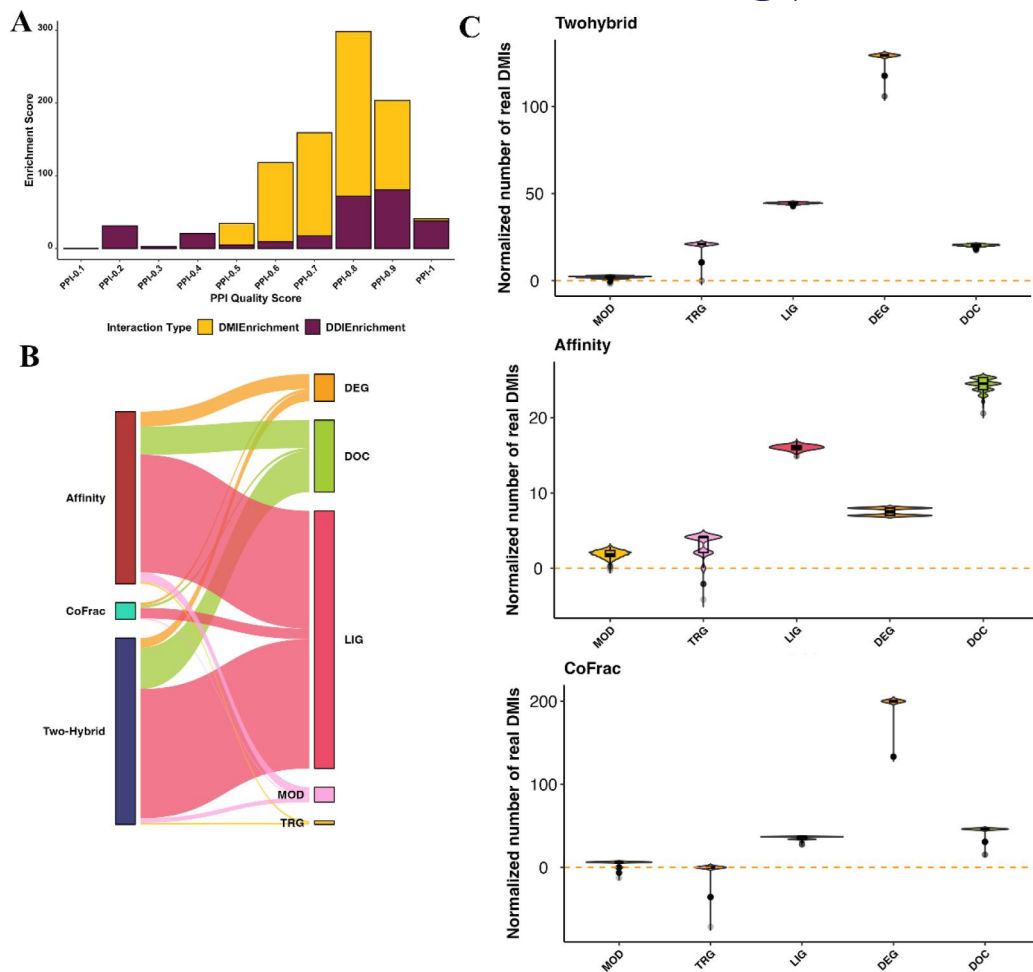 A
300
200
100
0
Enrichment Score
PPI-0.1
PPI-0.2
PPI-0.3
PPI-0.4
PPI-0.5
PPI-0.6
PPI-0.7
PPI-0.8
PPI-0.9
PPI-1
PPI Quality Score
Interaction Type DMIEnrichment DDIEnrichment
B
Affinity
CoFrac
Two-Hybrid
DEG
DOC
LIG
MOD
TRG
C
Twohybrid
Normalized number of real DMIs
100
50
0
MOD
TRG
LIG
DEG
DOC
Affinity
Normalized number of real DMIs
20
10
0
MOD
TRG
LIG
DEG
DOC
CoFrac
Normalized number of real DMIs
200
100
0
MOD
TRG
LIG
DEG
DOC